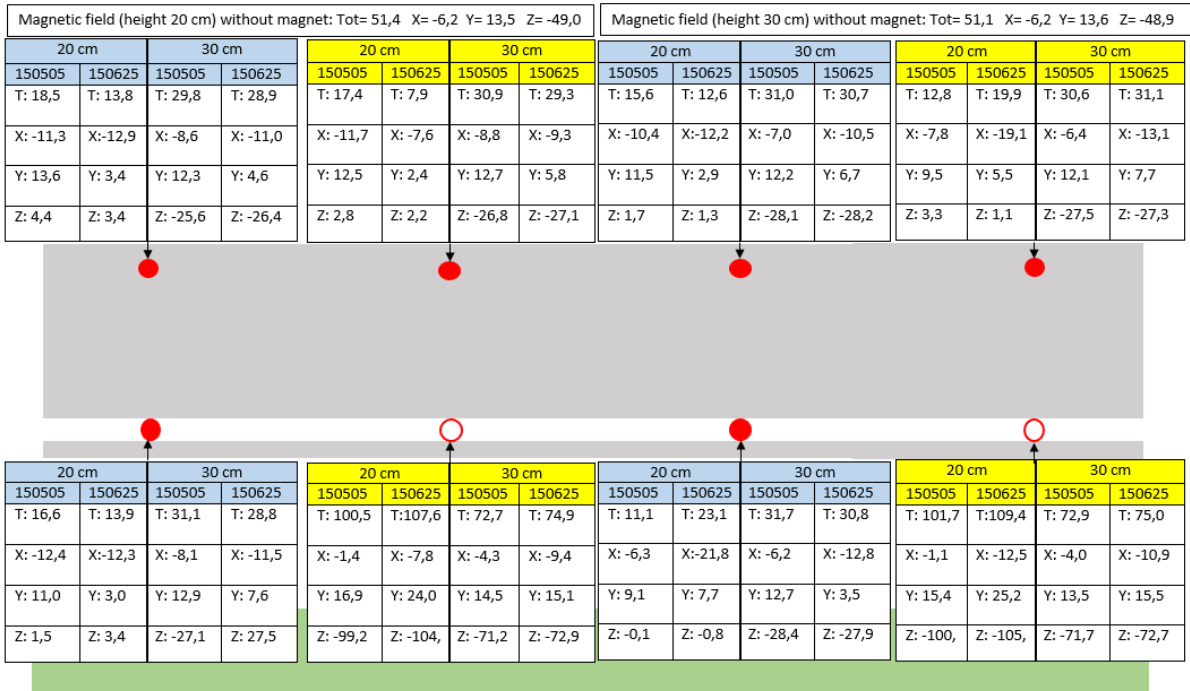 Magnetic field (height 20 cm) without magnet: Tot= 51,4 X= -6,2 Y= 13,5 Z= -49,0
Magnetic field (height 30 cm) without magnet: Tot= 51,1 X= -6,2 Y= 13,6 Z= -48,9
20 cm 30 cm 20 cm 30 cm 20 cm 30 cm 20 cm 30 cm
150505 150625 150505 150625 150505 150625 150505 150625 150505 150625 150505 150625 150505 150625 150505 150625
T: 18,5 T: 13,8 T: 29,8 T: 28,9 T: 17,4 T: 7,9 T: 30,9 T: 29,3 T: 15,6 T: 12,6 T: 31,0 T: 30,7 T: 12,8 T: 19,9 T: 30,6 T: 31,1
X: -11,3 X:-12,9 X: -8,6 X: -11,0 X: -11,7 X: -7,6 X: -8,8 X: -9,3 X: -10,4 X:-12,2 X: -7,0 X: -10,5 X: -7,8 X: -19,1 X: -6,4 X: -13,1
Y: 13,6 Y: 3,4 Y: 12,3 Y: 4,6 Y: 12,5 Y: 2,4 Y: 12,7 Y: 5,8 Y: 11,5 Y: 2,9 Y: 12,2 Y: 6,7 Y: 9,5 Y: 5,5 Y: 12,1 Y: 7,7
Z: 4,4 Z: 3,4 Z: -25,6 Z: -26,4 Z: 2,8 Z: 2,2 Z: -26,8 Z: -27,1 Z: 1,7 Z: 1,3 Z: -28,1 Z: -28,2 Z: 3,3 Z: 1,1 Z: -27,5 Z: -27,3
20 cm 30 cm 20 cm 30 cm 20 cm 30 cm 20 cm 30 cm
150505 150625 150505 150625 150505 150625 150505 150625 150505 150625 150505 150625 150505 150625 150505 150625
T: 16,6 T: 13,9 T: 31,1 T: 28,8 T: 100,5 T:107,6 T: 72,7 T: 74,9 T: 11,1 T: 23,1 T: 31,7 T: 30,8 T: 101,7 T:109,4 T: 72,9 T: 75,0
X: -12,4 X:-12,3 X: -8,1 X: -11,5 X: -1,4 X: -7,8 X: -4,3 X: -9,4 X: -6,3 X:-21,8 X: -6,2 X: -12,8 X: -1,1 X: -12,5 X: -4,0 X: -10,9
Y: 11,0 Y: 3,0 Y: 12,9 Y: 7,6 Y: 16,9 Y: 24,0 Y: 14,5 Y: 15,1 Y: 9,1 Y: 7,7 Y: 12,7 Y: 3,5 Y: 15,4 Y: 25,2 Y: 13,5 Y: 15,5
Z: 1,5 Z: 3,4 Z: -27,1 Z: 27,5 Z: -99,2 Z: -104, Z: -71,2 Z: -72,9 Z: -0,1 Z: -0,8 Z: -28,4 Z: -27,9 Z: -100, Z: -105, Z: -71,7 Z: -72,7